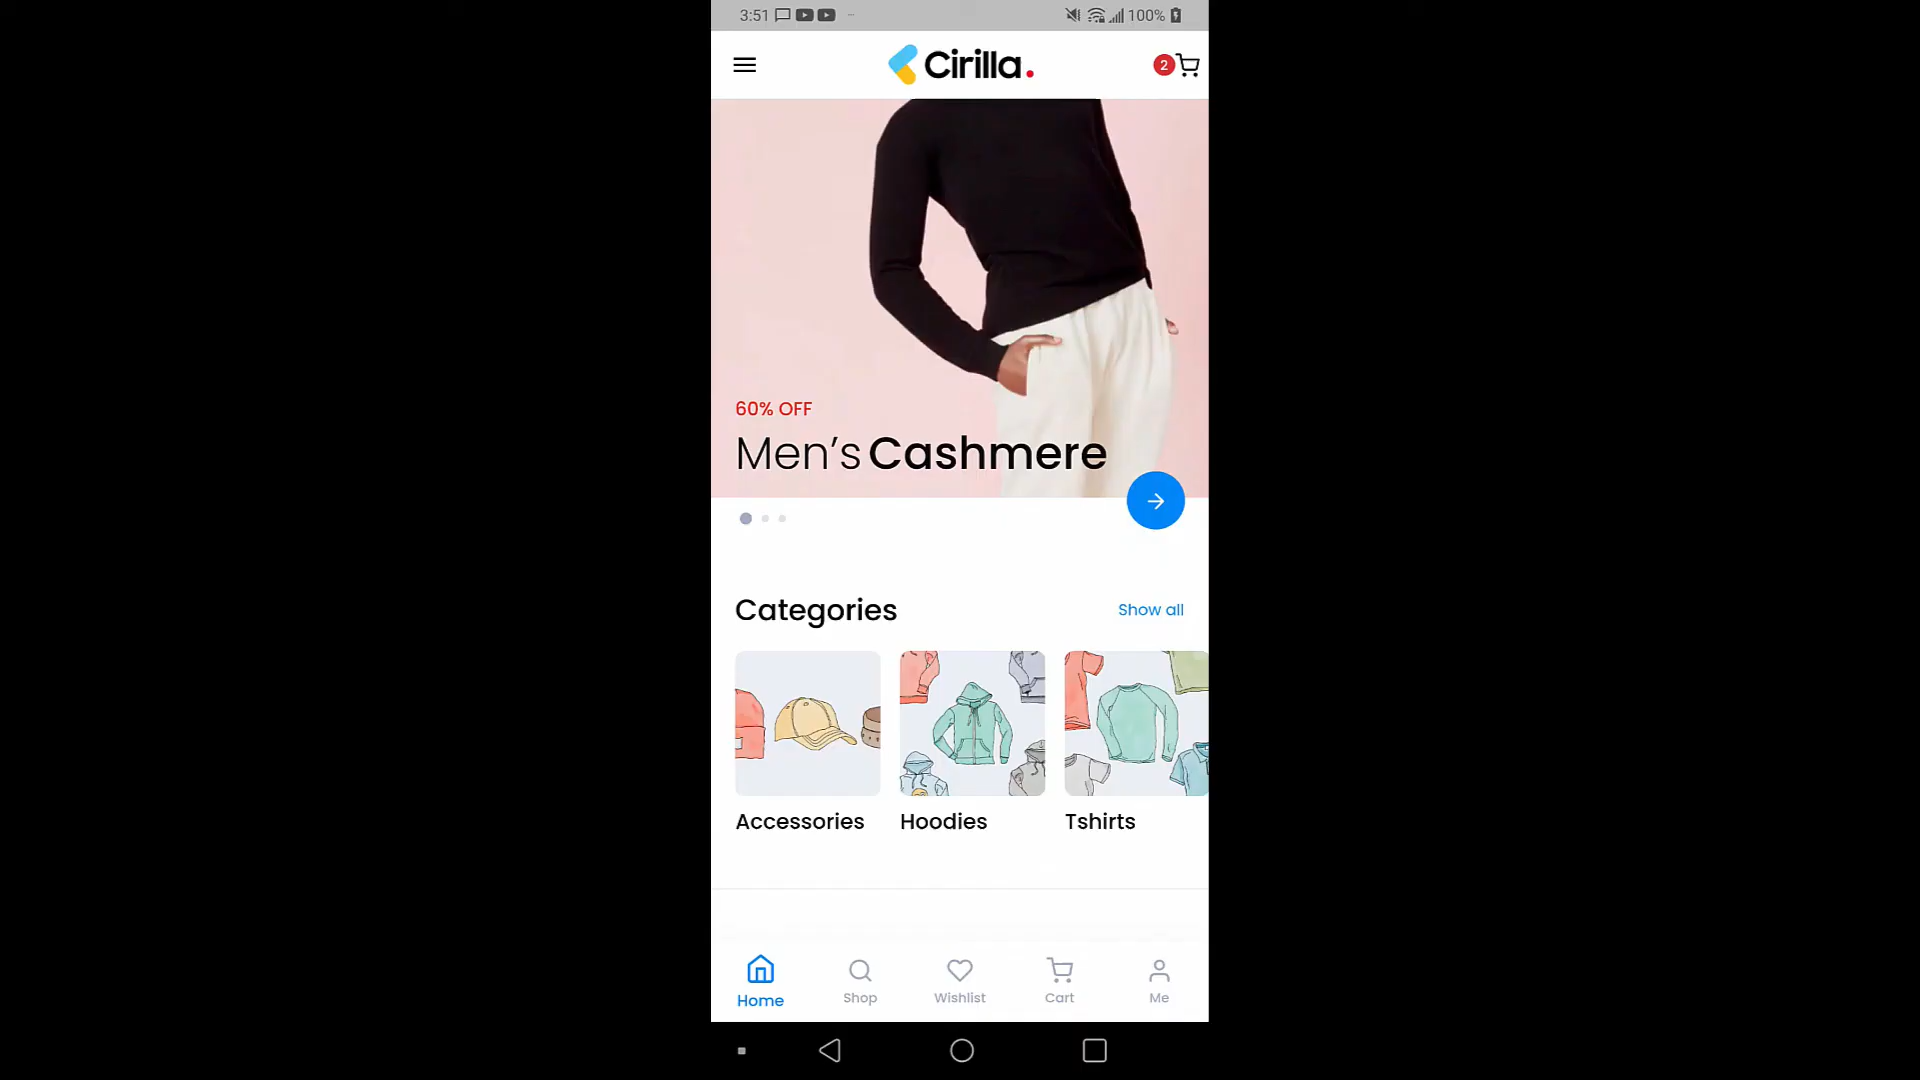 3:51 100%
Cirilla. 2
60% OFF
Men’s Cashmere
Categories Show all
Accessories Hoodies Tshirts
Home Shop Wishlist Cart Me